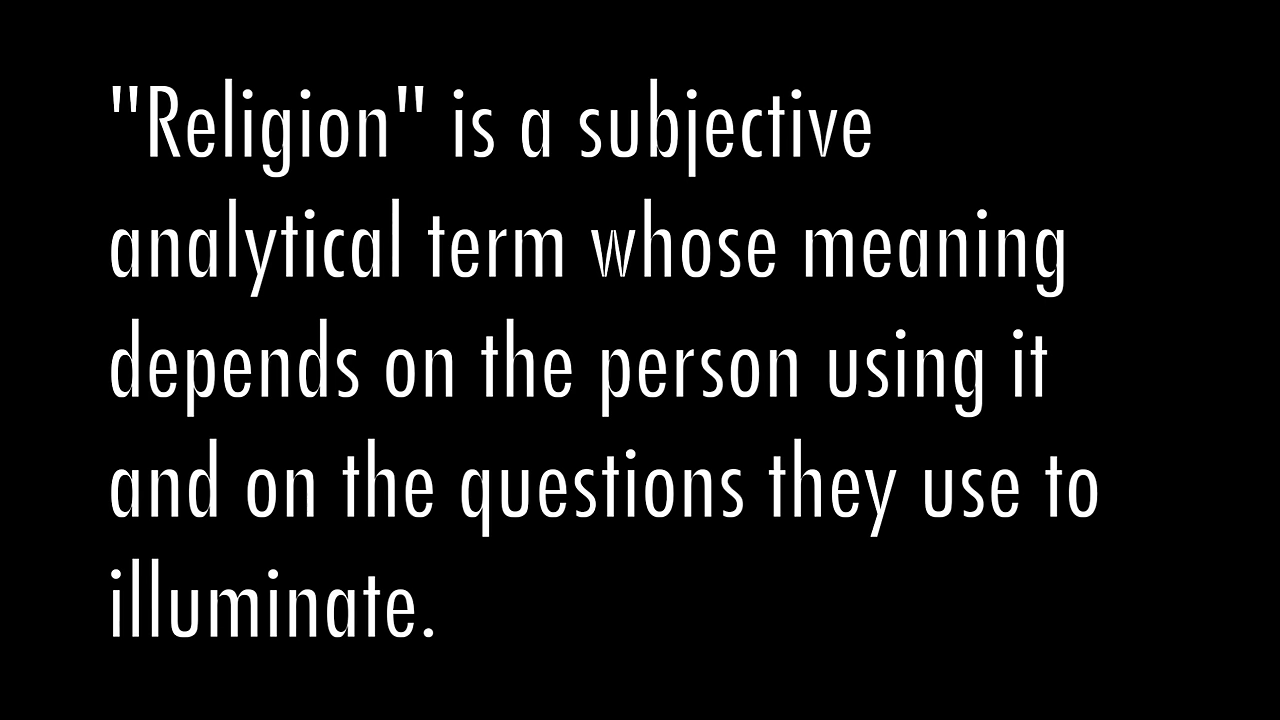 "Religion" is a subjective
analytical term whose meaning
depends on the person using it
and on the questions they use to
illuminate.